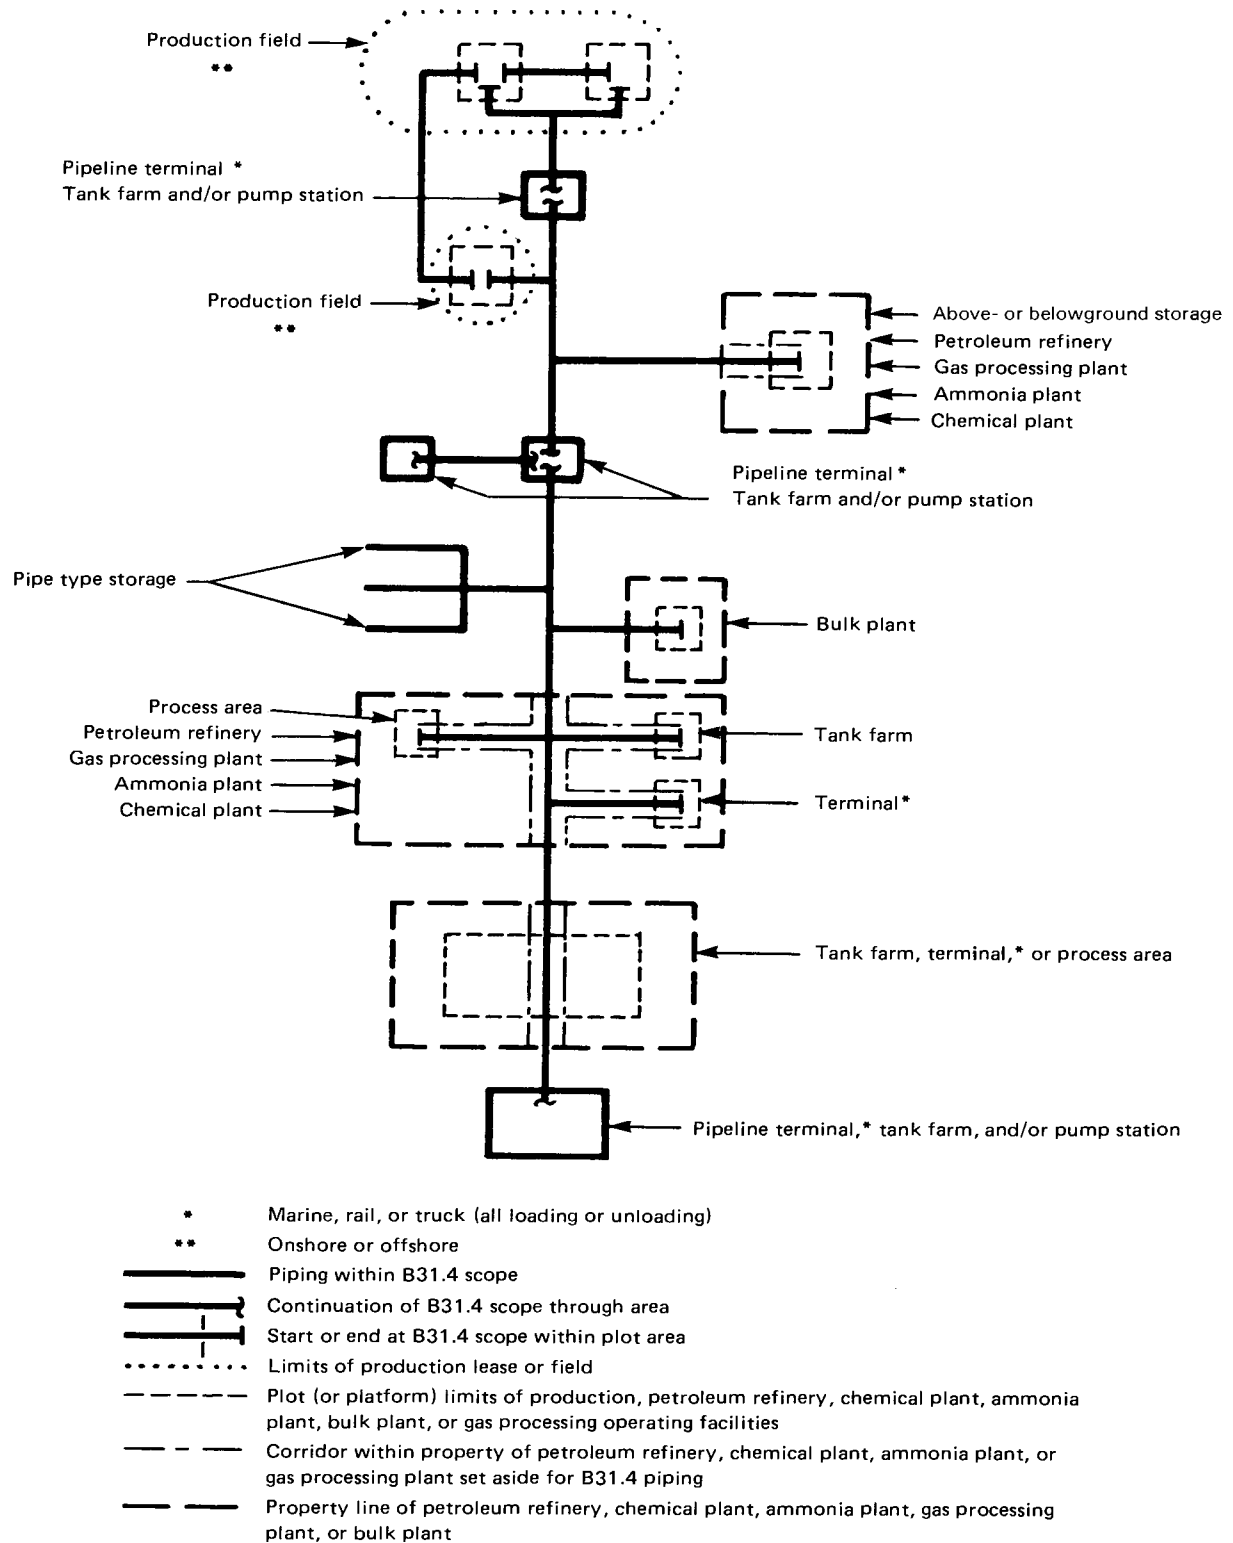 Production field
**
Pipeline terminal *
Tank farm and/or pump station
Production field
**
Above- or belowground storage
Petroleum refinery
Gas processing plant
Ammonia plant
Chemical plant
Pipeline terminal*
Tank farm and/or pump station
Pipe type storage
Bulk plant
Process area
Petroleum refinery
Gas processing plant
Ammonia plant
Chemical plant
Tank farm
Terminal*
Tank farm, terminal,* or process area
Pipeline terminal,* tank farm, and/or pump station
* Marine, rail, or truck (all loading or unloading)
** Onshore or offshore
Piping within B31.4 scope
Continuation of B31.4 scope through area
Start or end at B31.4 scope within plot area
Limits of production lease or field
Plot (or platform) limits of production, petroleum refinery, chemical plant, ammonia
plant, bulk plant, or gas processing operating facilities
Corridor within property of petroleum refinery, chemical plant, ammonia plant, or
gas processing plant set aside for B31.4 piping
Property line of petroleum refinery, chemical plant, ammonia plant, gas processing
plant, or bulk plant